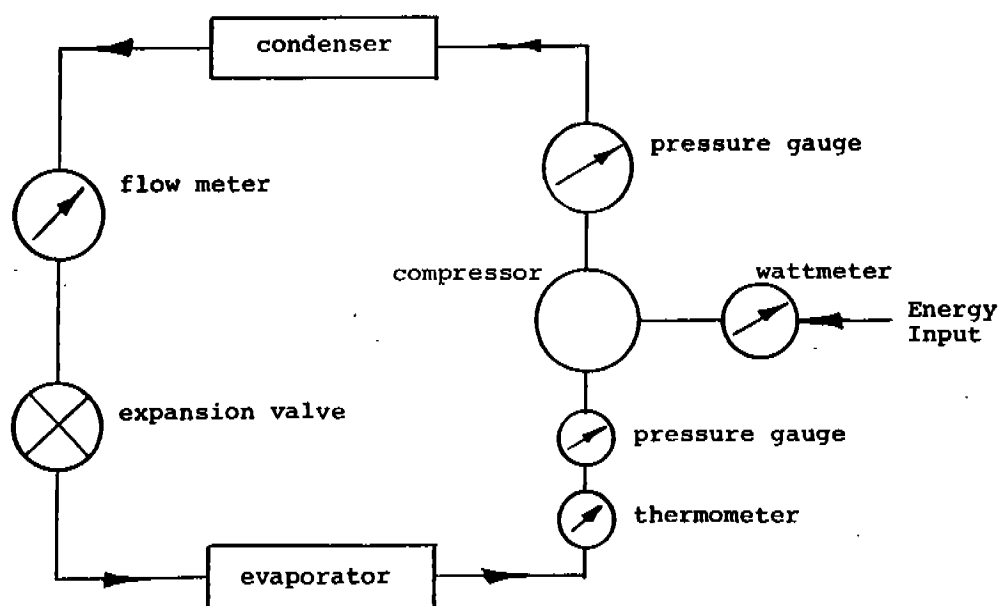 condenser
pressure gauge
flow meter
compressor
wattmeter
Energy
Input
expansion valve
pressure gauge
thermometer
evaporator